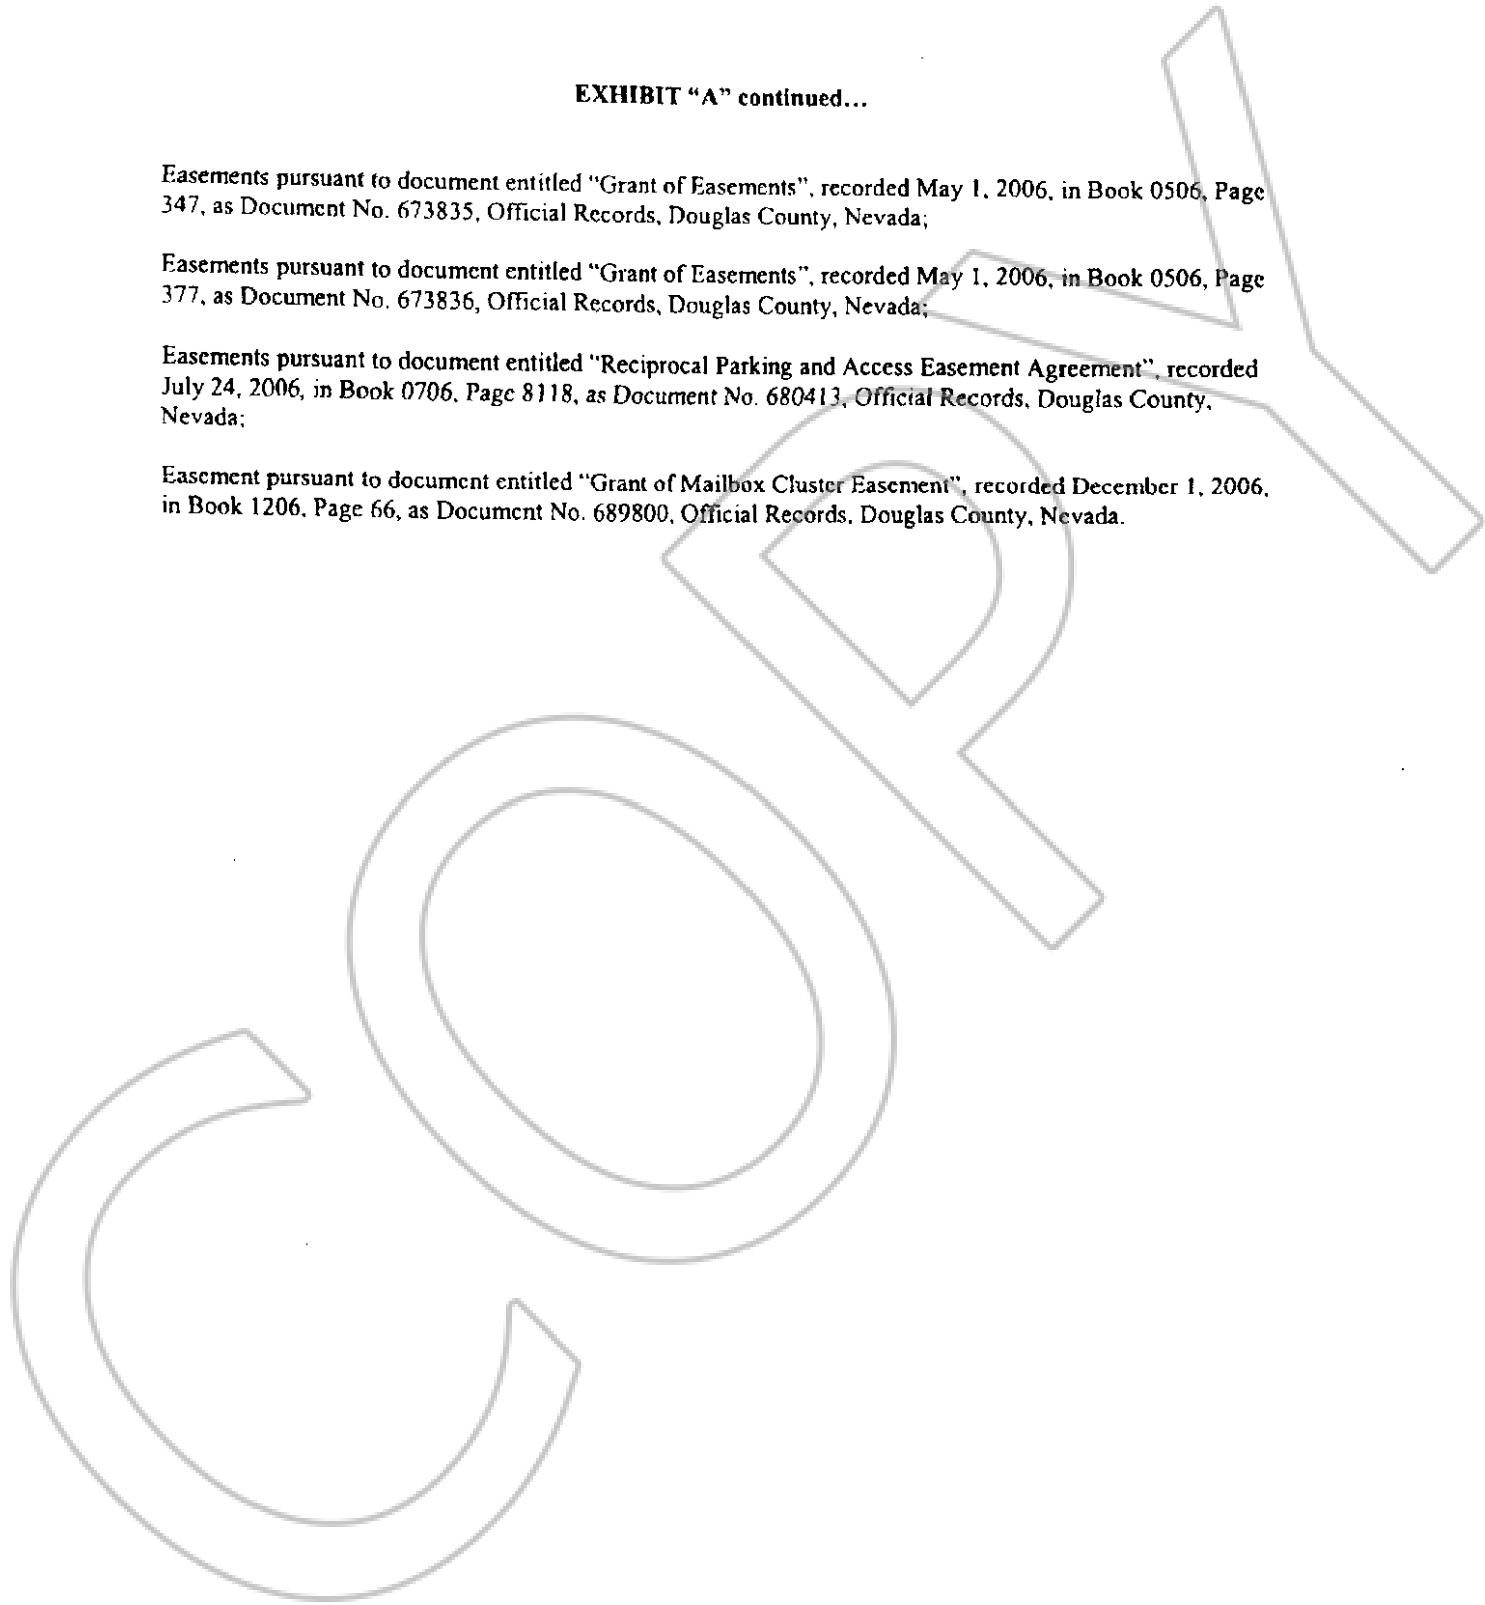 EXHIBIT “A” continued...
Easements pursuant to document entitled “Grant of Easements”, recorded May 1, 2006, in Book 0506, Page
347, as Document No. 673835, Official Records, Douglas County, Nevada;
Easements pursuant to document entitled “Grant of Easements”, recorded May 1, 2006, in Book 0506, Page
377, as Document No. 673836, Official Records, Douglas County, Nevada;
Easements pursuant to document entitled “Reciprocal Parking and Access Easement Agreement”, recorded
July 24, 2006, in Book 0706, Page 8118, as Document No. 680413, Official Records, Douglas County,
Nevada;
Easement pursuant to document entitled “Grant of Mailbox Cluster Easement”, recorded December 1, 2006,
in Book 1206, Page 66, as Document No. 689800, Official Records, Douglas County, Nevada.
COPY